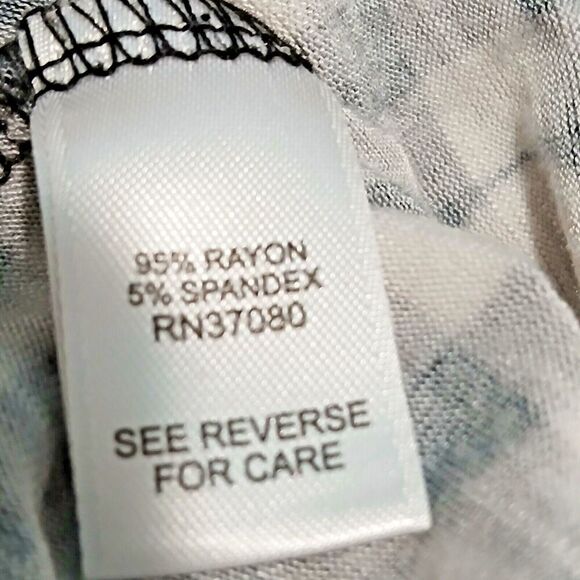 95% RAYON
5% SPANDEX
RN37080
SEE REVERSE
FOR CARE